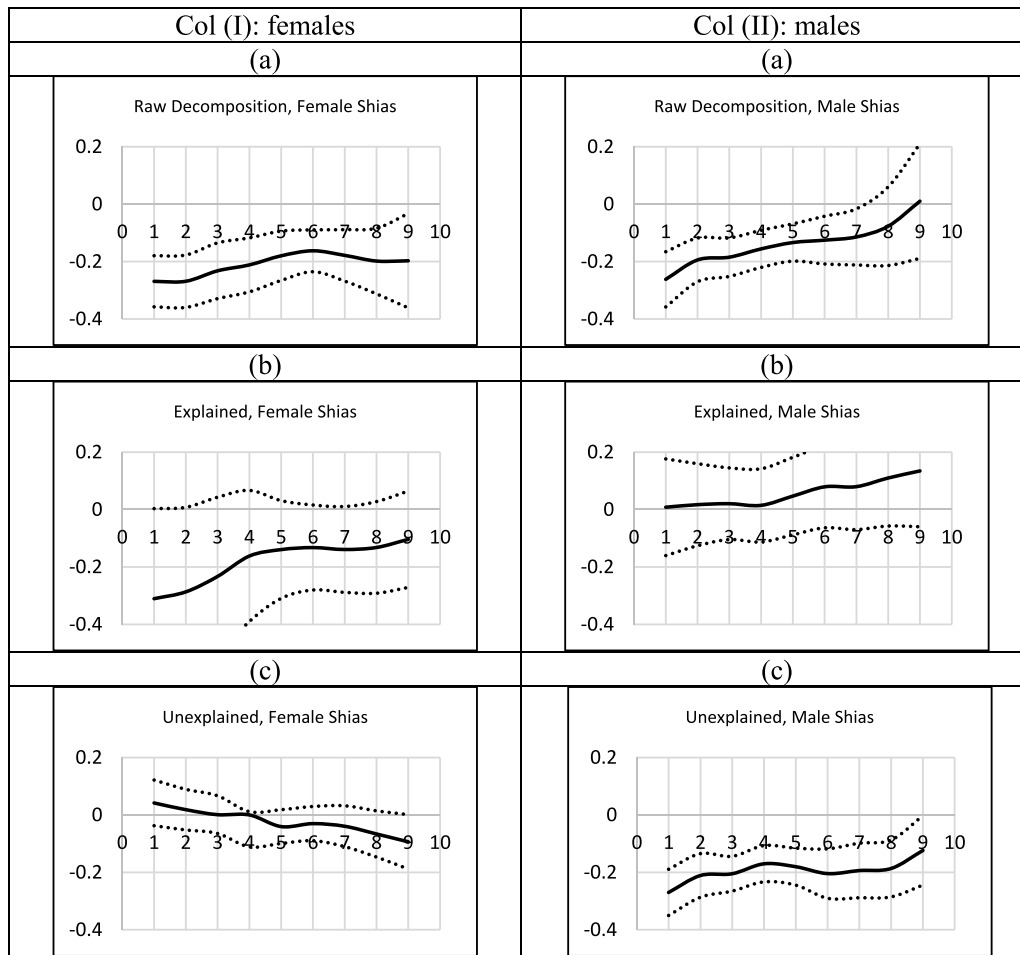 Col (I): females
Col (II): males
(a)
(a)
Raw Decomposition, Female Shias
0.2
0
-0.2
-0.4
0 1 2 3 4 5 6 7 8 9 10
Raw Decomposition, Male Shias
0.2
0
-0.2
-0.4
0 1 2 3 4 5 6 7 8 9 10
(b)
(b)
Explained, Female Shias
0.2
0
-0.2
-0.4
0 1 2 3 4 5 6 7 8 9 10
Explained, Male Shias
0.2
0
-0.2
-0.4
0 1 2 3 4 5 6 7 8 9 10
(c)
(c)
Unexplained, Female Shias
0.2
0
-0.2
-0.4
0 1 2 3 4 5 6 7 8 9 10
Unexplained, Male Shias
0.2
0
-0.2
-0.4
0 1 2 3 4 5 6 7 8 9 10